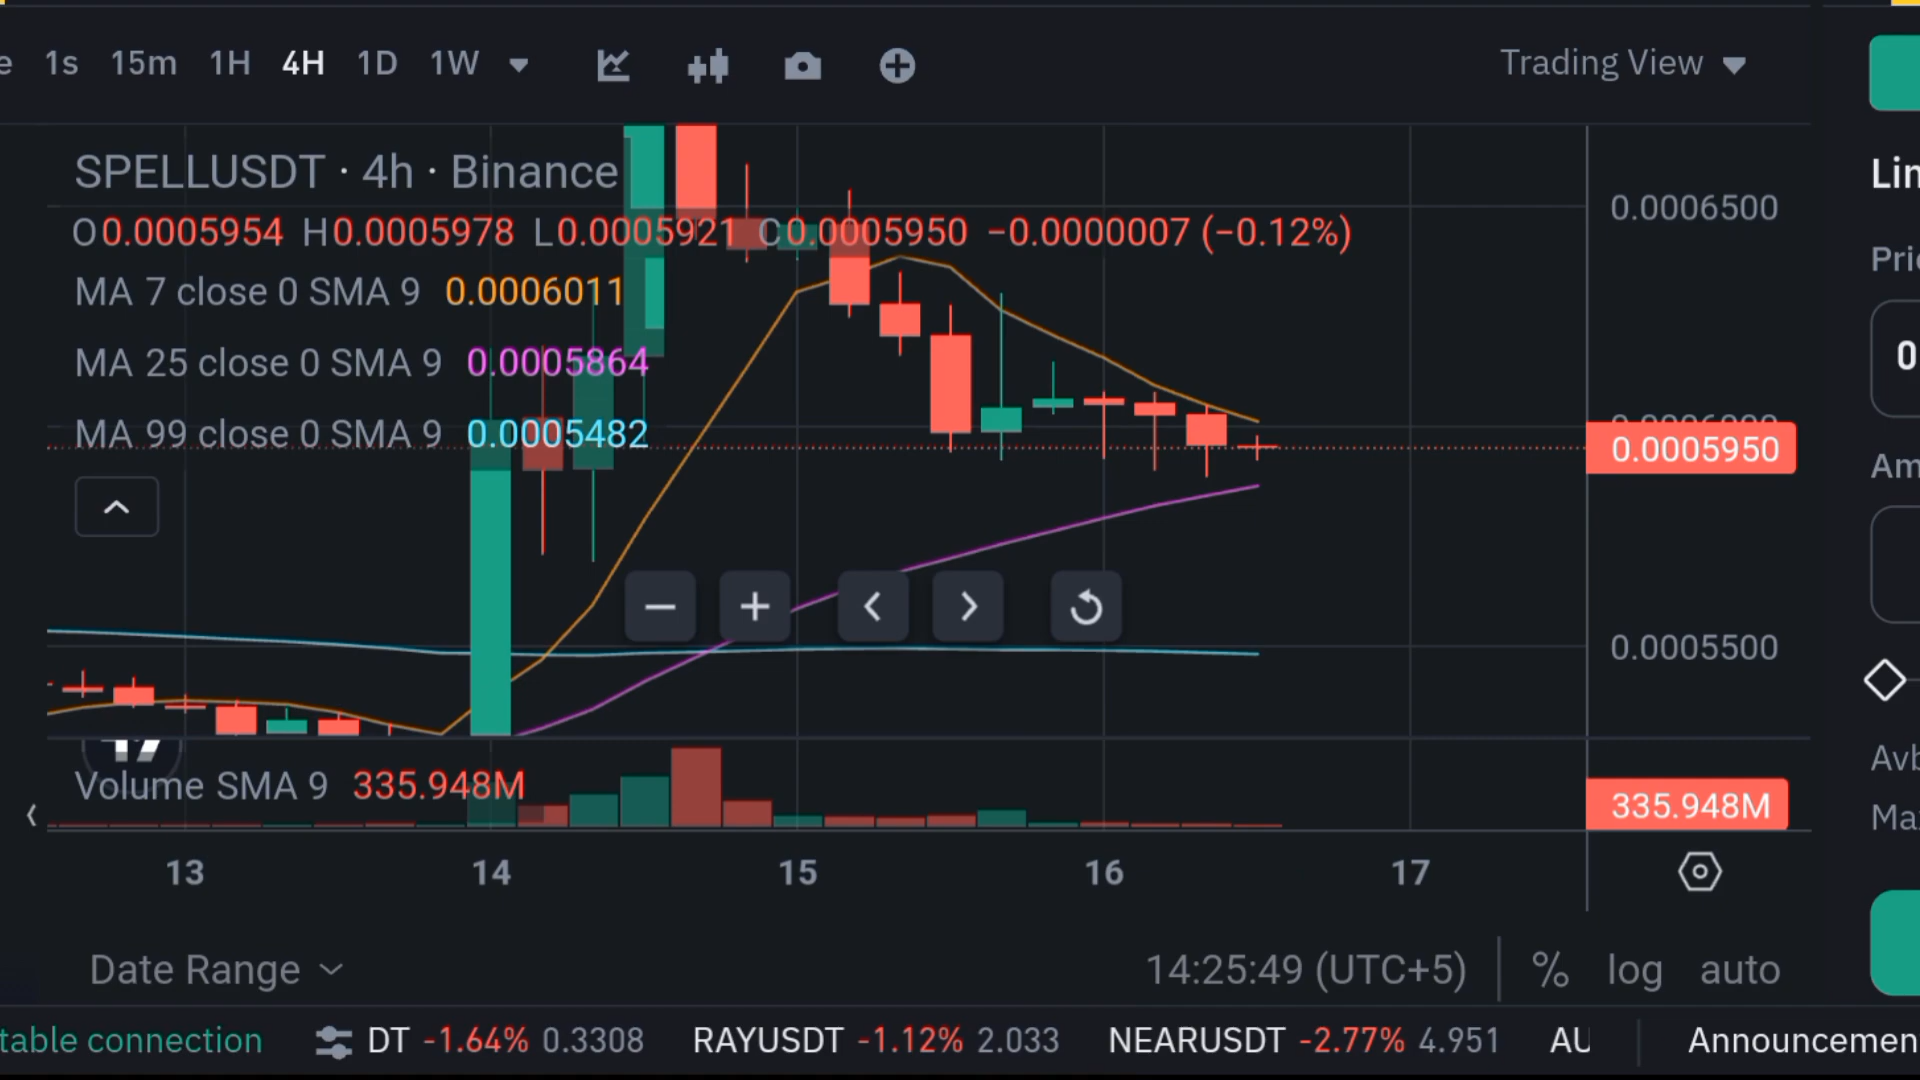 1s 15m 1H 4H 1D 1W Trading View
SPELLUSDT · 4h · Binance
O0.0005954 H0.0005978 L0.0005921 C0.0005950 −0.0000007 (−0.12%)
MA 7 close 0 SMA 9 0.0006011
MA 25 close 0 SMA 9 0.0005864
MA 99 close 0 SMA 9 0.0005482
0.0006500
0.0005950
0.0005500
Volume SMA 9 335.948M
335.948M
13 14 15 16 17
Date Range 14:25:49 (UTC+5) % log auto
table connection DT -1.64% 0.3308 RAYUSDT -1.12% 2.033 NEARUSDT -2.77% 4.951 AU Announcemen
Lin
Pric
0
Am
Avb
Max